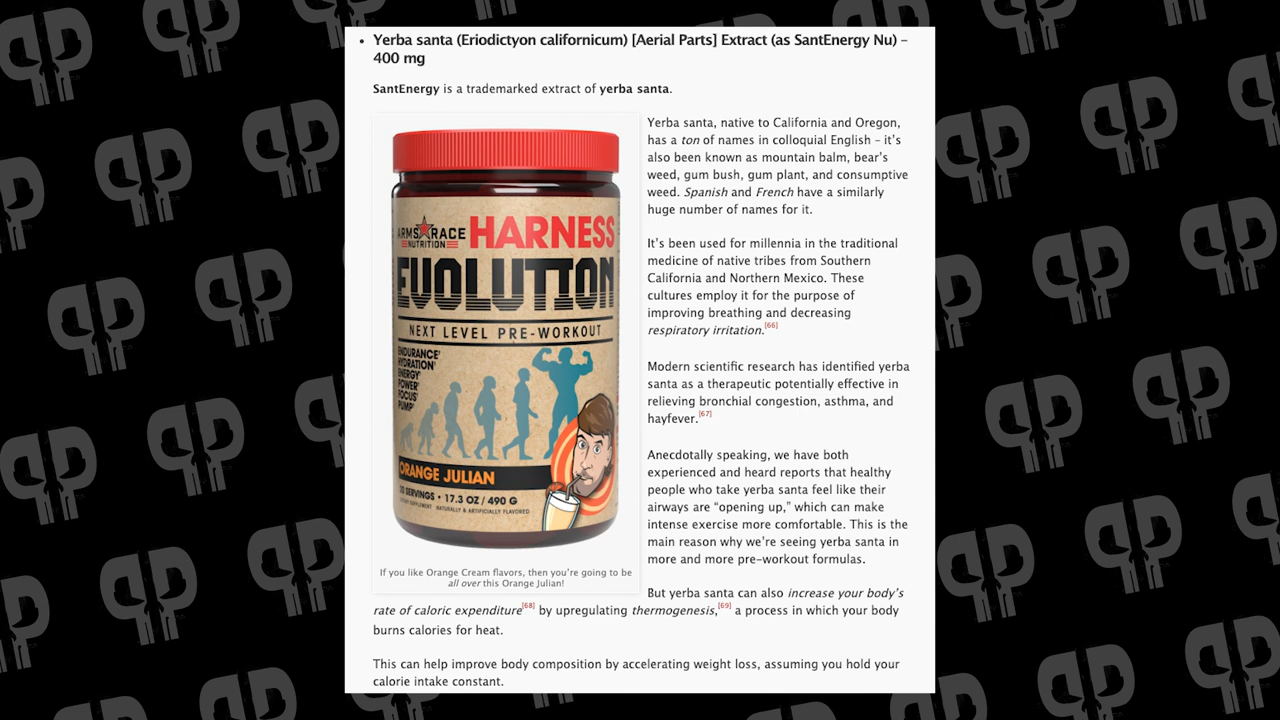 • Yerba santa (Eriodictyon californicum) [Aerial Parts] Extract (as SantEnergy Nu) –
400 mg
SantEnergy is a trademarked extract of yerba santa.
ARMS RACE
NUTRITION
HARNESS
EVOLUTION
NEXT LEVEL PRE-WORKOUT
ENDURANCE
HYDRATION
ENERGY
POWER
FOCUS
PUMP
ORANGE JULIAN
SERVINGS • 17.3 OZ / 490 G
DIETARY SUPPLEMENT NATURALLY & ARTIFICIALLY FLAVORED
If you like Orange Cream flavors, then you're going to be
all over this Orange Julian!
Yerba santa, native to California and Oregon,
has a ton of names in colloquial English – it's
also been known as mountain balm, bear's
weed, gum bush, gum plant, and consumptive
weed. Spanish and French have a similarly
huge number of names for it.
It's been used for millennia in the traditional
medicine of native tribes from Southern
California and Northern Mexico. These
cultures employ it for the purpose of
improving breathing and decreasing
respiratory irritation.[66]
Modern scientific research has identified yerba
santa as a therapeutic potentially effective in
relieving bronchial congestion, asthma, and
hayfever.[67]
Anecdotally speaking, we have both
experienced and heard reports that healthy
people who take yerba santa feel like their
airways are "opening up," which can make
intense exercise more comfortable. This is the
main reason why we're seeing yerba santa in
more and more pre-workout formulas.
But yerba santa can also increase your body's
rate of caloric expenditure[68] by upregulating thermogenesis,[69] a process in which your body
burns calories for heat.
This can help improve body composition by accelerating weight loss, assuming you hold your
calorie intake constant.